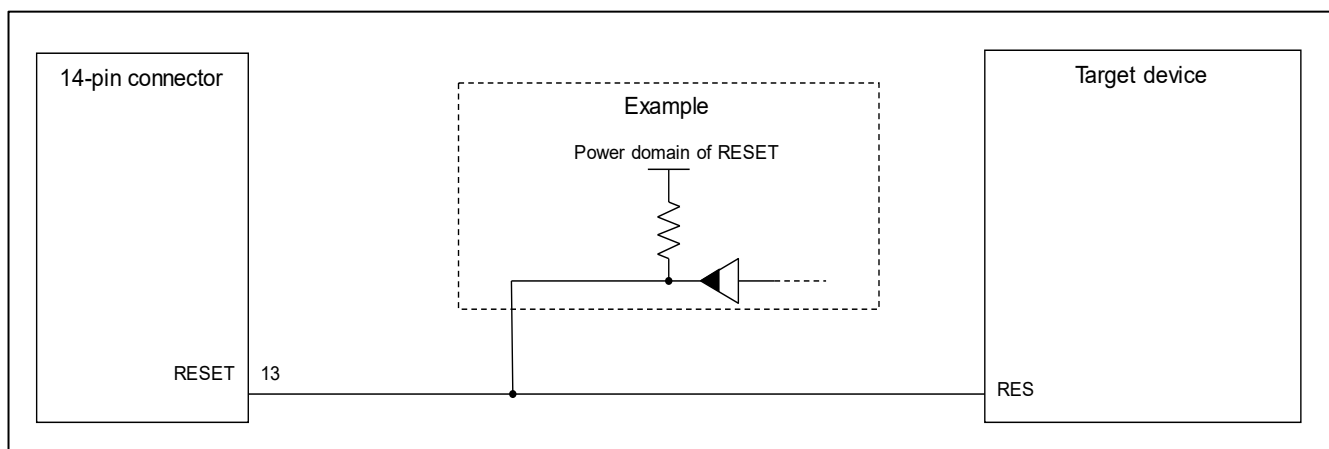 14-pin connector
Example
Target device
Power domain of RESET
RESET 13
RES